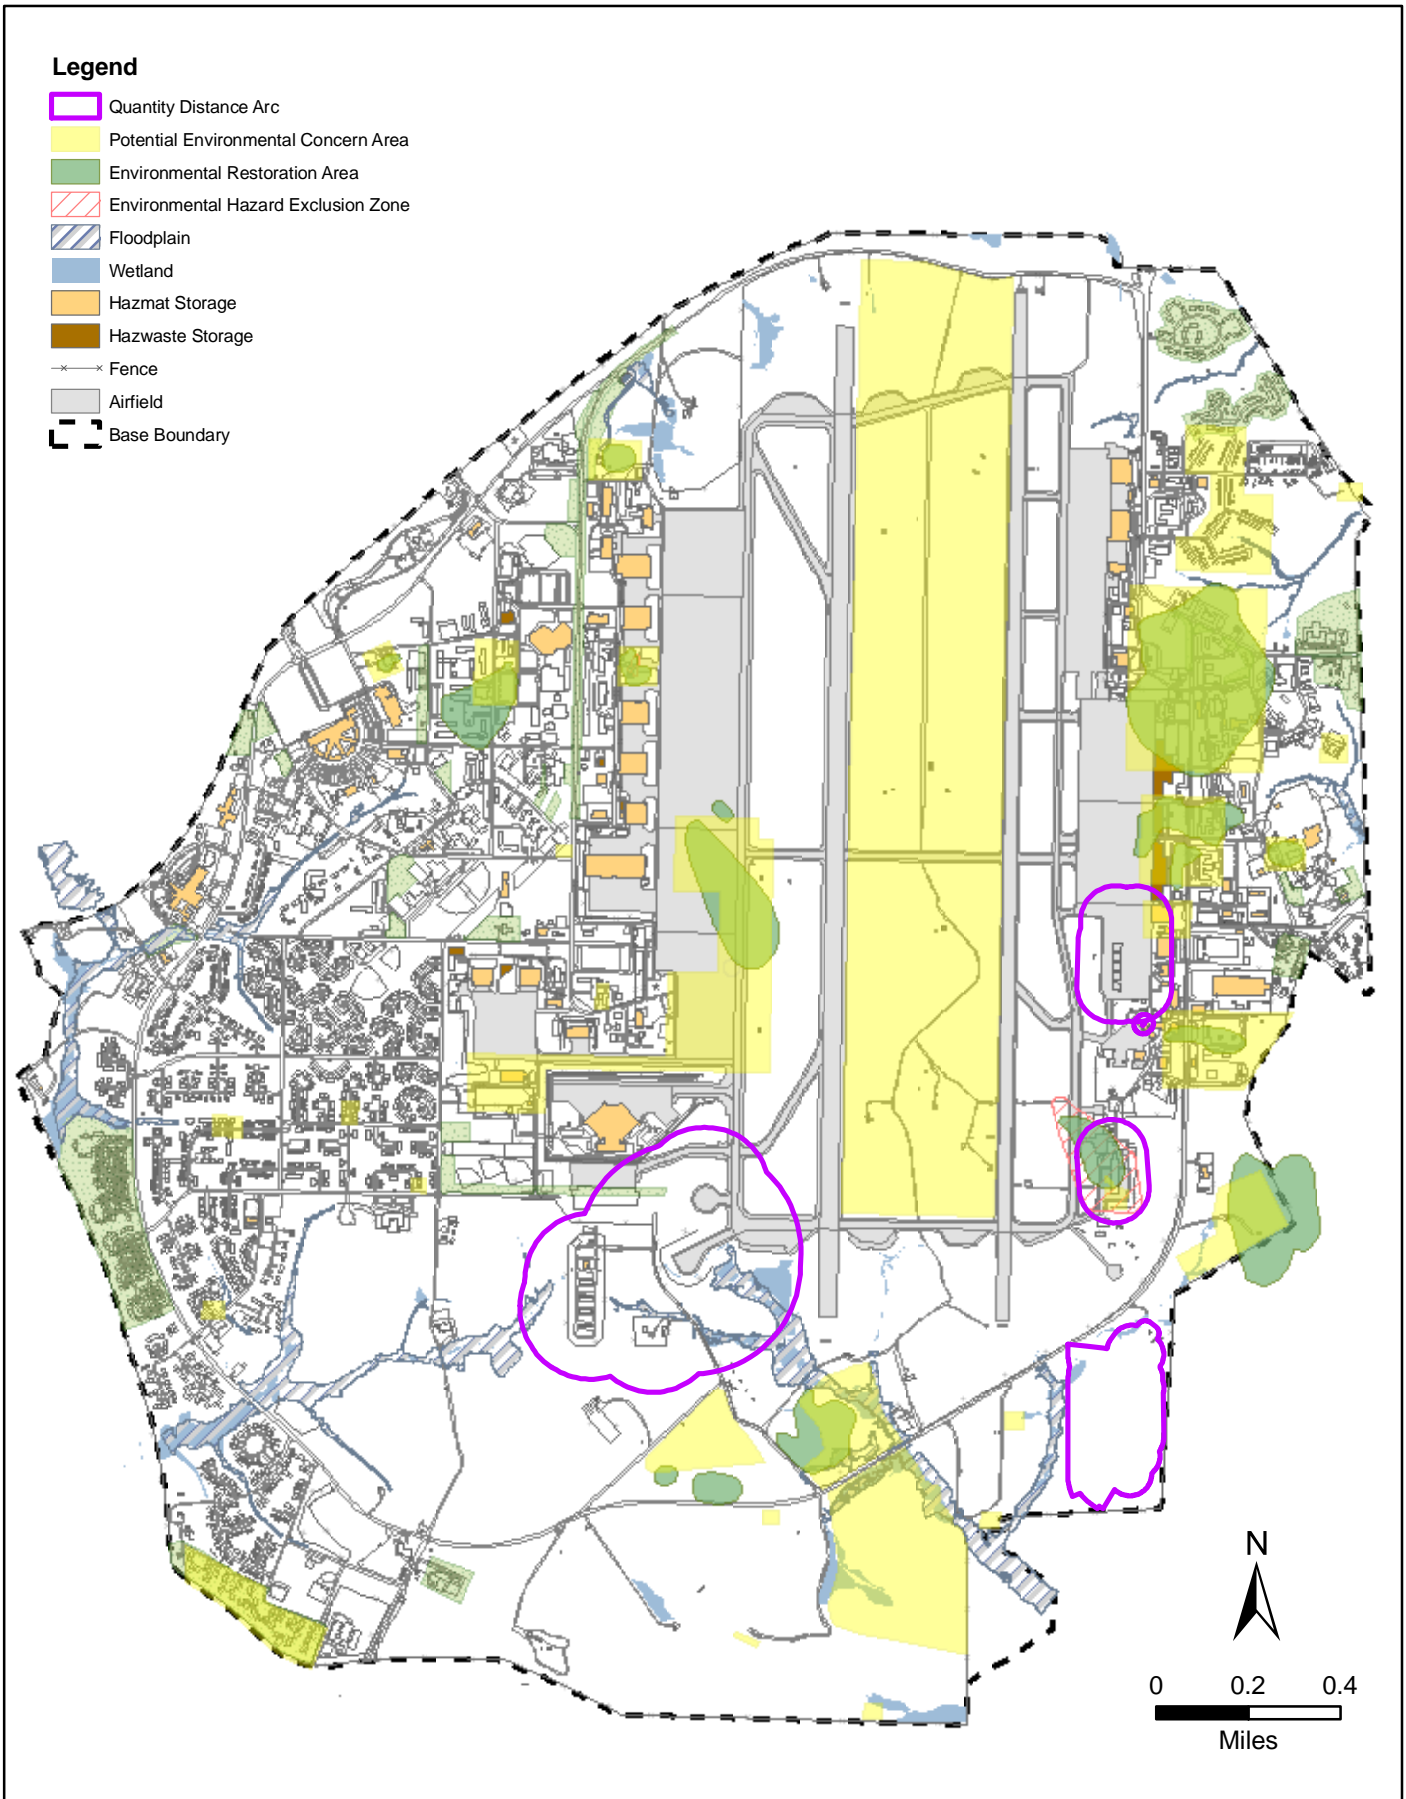 Legend
Quantity Distance Arc
Potential Environmental Concern Area
Environmental Restoration Area
Environmental Hazard Exclusion Zone
Floodplain
Wetland
Hazmat Storage
Hazwaste Storage
Fence
Airfield
Base Boundary
N
0 0.2 0.4
Miles